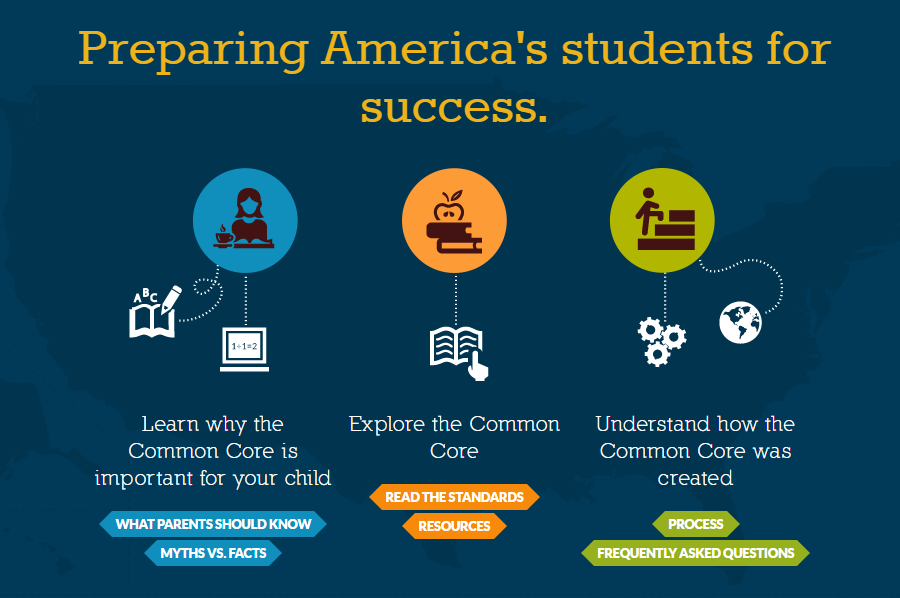 Preparing America's students for
success.
ABC
1÷1=2
Learn why the
Common Core is
important for your child
WHAT PARENTS SHOULD KNOW
MYTHS VS. FACTS
Explore the Common
Core
READ THE STANDARDS
RESOURCES
Understand how the
Common Core was
created
PROCESS
FREQUENTLY ASKED QUESTIONS